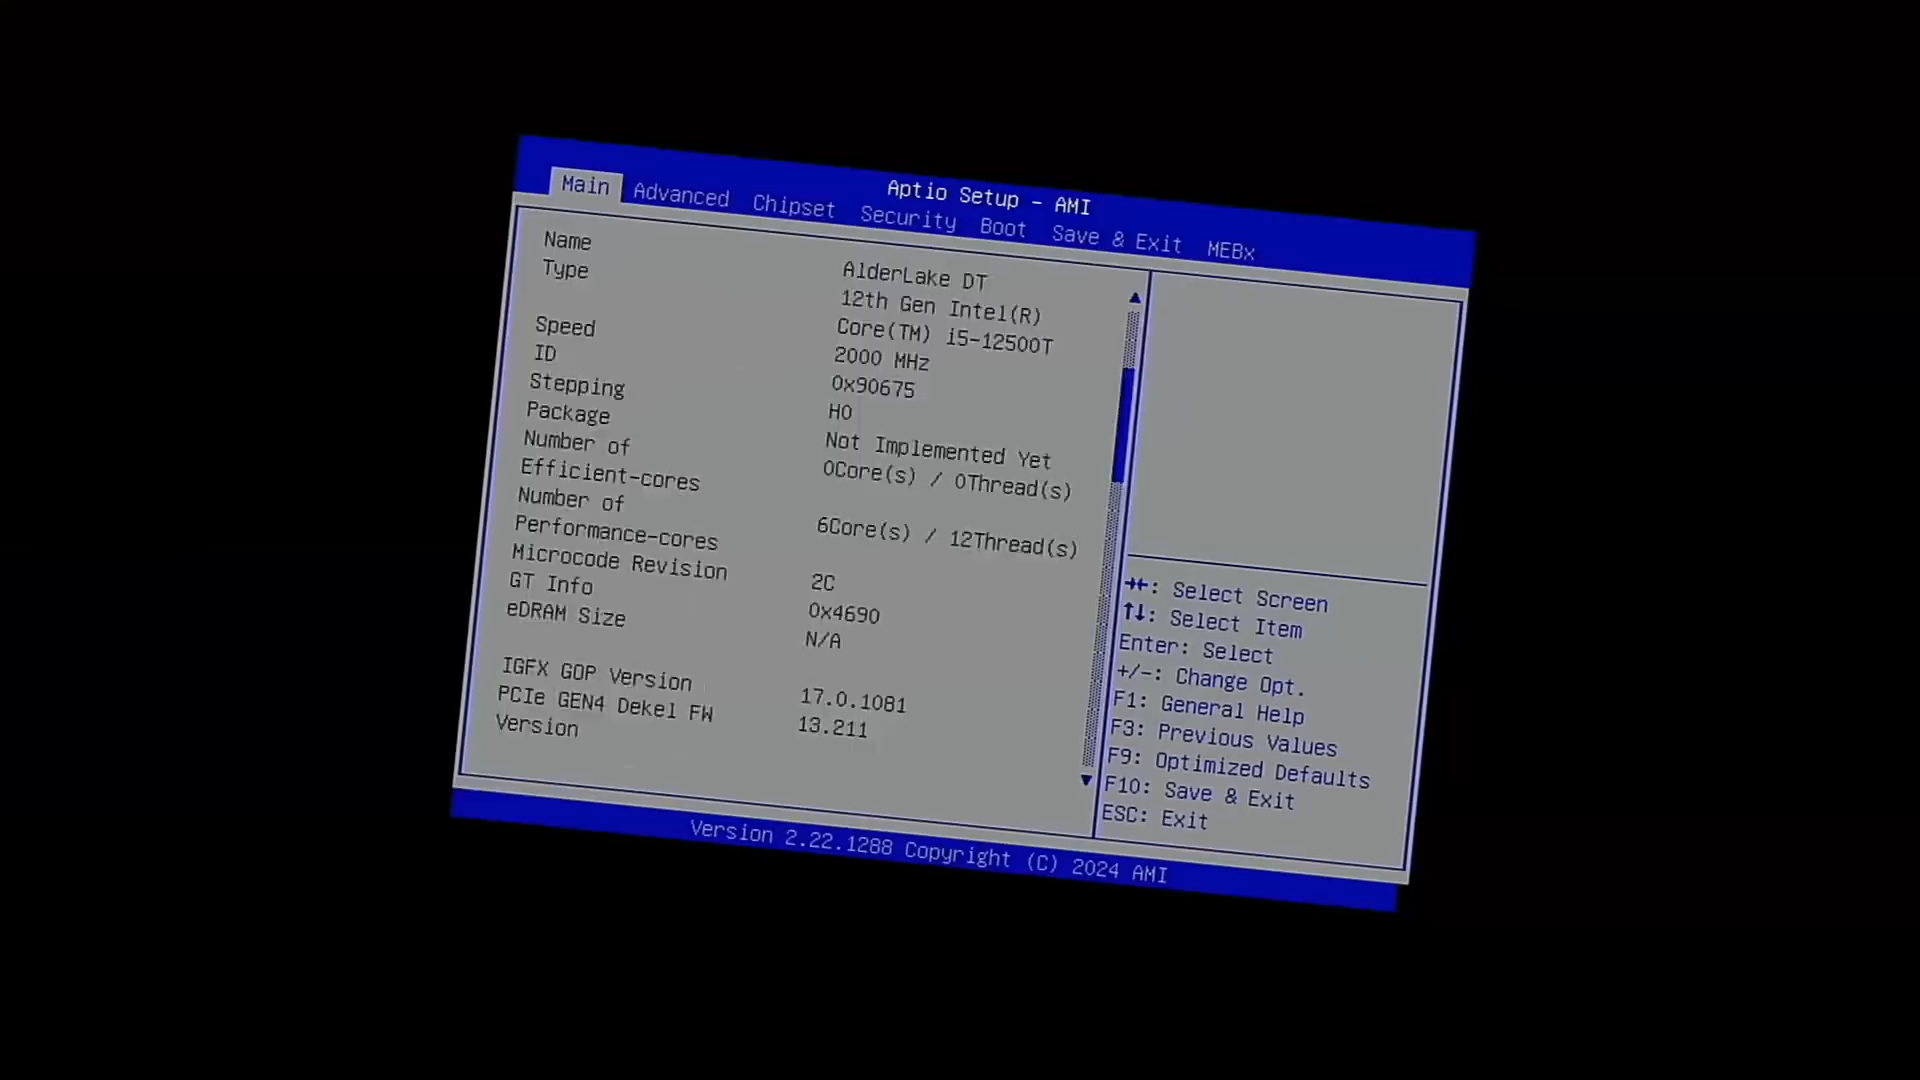 Aptio Setup - AMI
Main Advanced Chipset Security Boot Save & Exit MEBx
Name AlderLake DT
Type 12th Gen Intel(R)
Core(TM) i5-12500T
Speed 2000 MHz
ID 0x90675
Stepping H0
Package Not Implemented Yet
Number of 0Core(s) / 0Thread(s)
Efficient-cores
Number of 6Core(s) / 12Thread(s)
Performance-cores
Microcode Revision 2C
GT Info 0x4690
eDRAM Size N/A
IGFX GOP Version 17.0.1081
PCIe GEN4 Dekel FW 13.211
Version
→←: Select Screen
↑↓: Select Item
Enter: Select
+/-: Change Opt.
F1: General Help
F3: Previous Values
F9: Optimized Defaults
F10: Save & Exit
ESC: Exit
Version 2.22.1288 Copyright (C) 2024 AMI